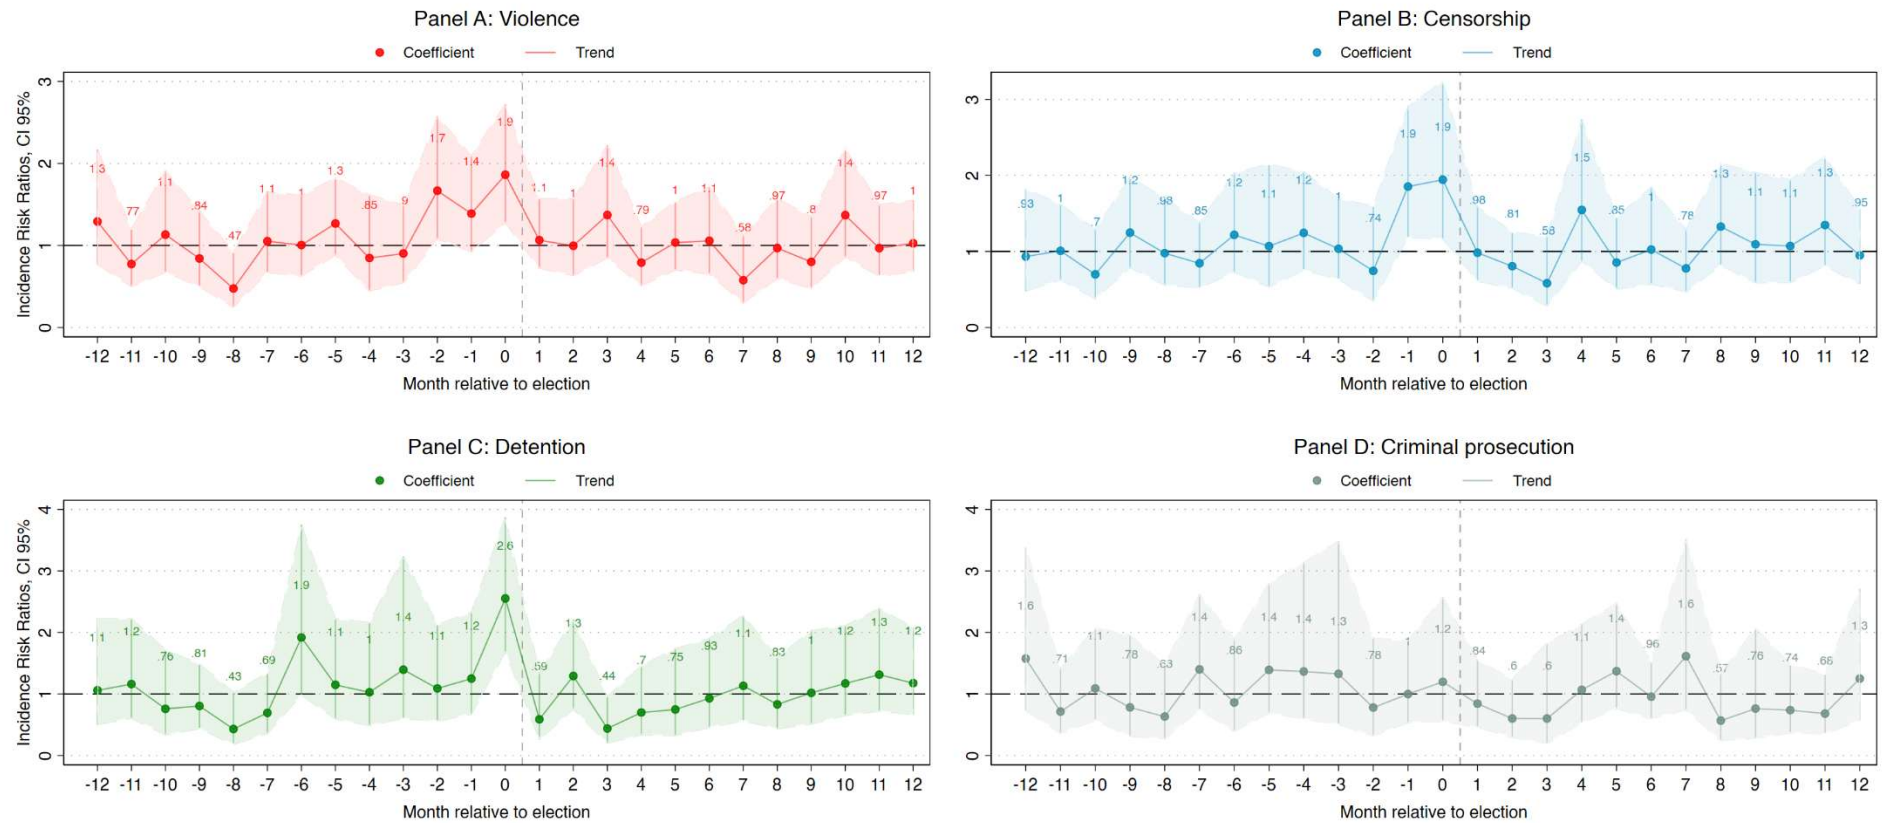 Panel A: Violence
Coefficient Trend
Incidence Risk Ratios, CI 95%
3
2
1
0
1.3 .77 1.1 .84 .47 1.1 1 1.3 .85 .9 1.7 1.4 1.9 1.1 1 1.4 .79 1 1.1 .58 .97 .8 1.4 .97 1
-12 -11 -10 -9 -8 -7 -6 -5 -4 -3 -2 -1 0 1 2 3 4 5 6 7 8 9 10 11 12
Month relative to election
Panel B: Censorship
Coefficient Trend
3
2
1
0
.93 1 .7 1.2 .98 .85 1.2 1.1 1.2 1 .74 1.9 1.9 .98 .81 .58 1.5 .85 1 .78 1.3 1.1 1.1 1.3 .95
-12 -11 -10 -9 -8 -7 -6 -5 -4 -3 -2 -1 0 1 2 3 4 5 6 7 8 9 10 11 12
Month relative to election
Panel C: Detention
Coefficient Trend
Incidence Risk Ratios, CI 95%
4
3
2
1
0
1.1 1.2 .76 .81 .43 .69 1.9 1.1 1 1.4 1.1 1.2 2.6 .59 1.3 .44 .7 .75 .93 1.1 .83 1 1.2 1.3 1.2
-12 -11 -10 -9 -8 -7 -6 -5 -4 -3 -2 -1 0 1 2 3 4 5 6 7 8 9 10 11 12
Month relative to election
Panel D: Criminal prosecution
Coefficient Trend
4
3
2
1
0
1.6 .71 1.1 .78 .63 1.4 .86 1.4 1.4 1.3 .78 1 1.2 .84 .6 .6 1.1 1.4 .96 1.6 .57 .76 .74 .68 1.3
-12 -11 -10 -9 -8 -7 -6 -5 -4 -3 -2 -1 0 1 2 3 4 5 6 7 8 9 10 11 12
Month relative to election